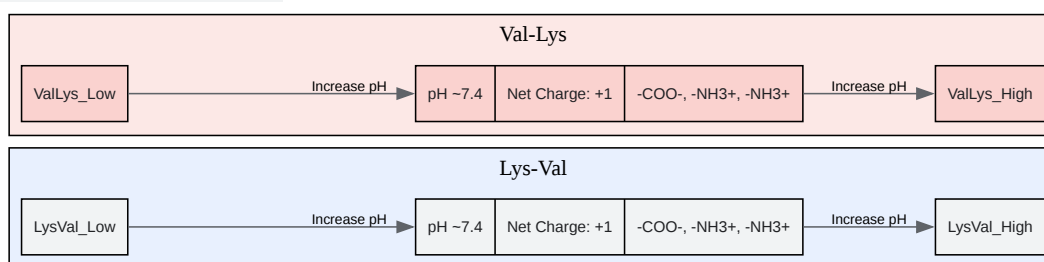 Val-Lys
ValLys_Low
Increase pH
pH ~7.4
Net Charge: +1
-COO-, -NH3+, -NH3+
Increase pH
ValLys_High
Lys-Val
LysVal_Low
Increase pH
pH ~7.4
Net Charge: +1
-COO-, -NH3+, -NH3+
Increase pH
LysVal_High